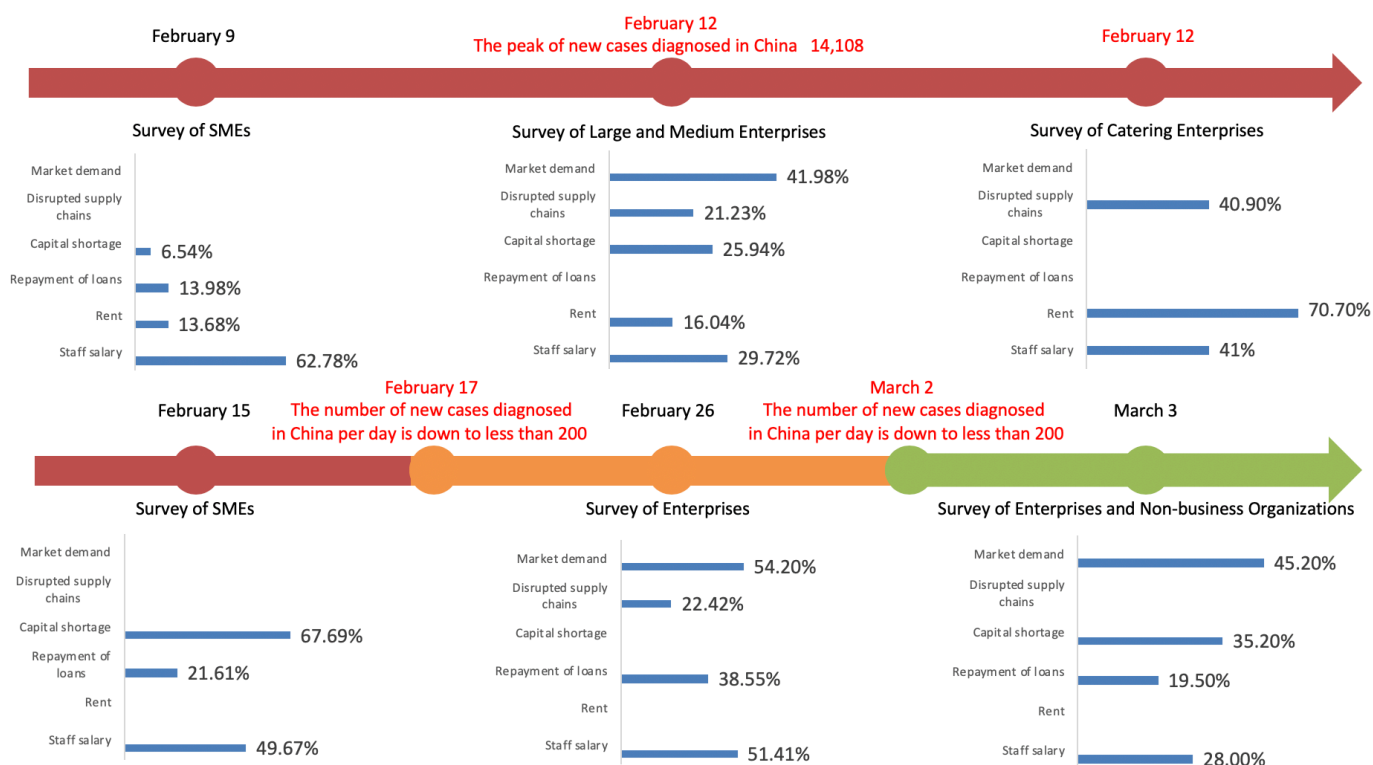 February 9
February 12
The peak of new cases diagnosed in China 14,108
February 12
Survey of SMEs
Market demand
Disrupted supply
chains
Capital shortage
6.54%
Repayment of loans
13.98%
Rent
13.68%
Staff salary
62.78%
Survey of Large and Medium Enterprises
Market demand
41.98%
Disrupted supply
chains
21.23%
Capital shortage
25.94%
Repayment of loans
Rent
16.04%
Staff salary
29.72%
Survey of Catering Enterprises
Market demand
Disrupted supply
chains
40.90%
Capital shortage
Repayment of loans
Rent
70.70%
Staff salary
41%
February 15
February 17
The number of new cases diagnosed
in China per day is down to less than 200
February 26
March 2
The number of new cases diagnosed
in China per day is down to less than 200
March 3
Survey of SMEs
Market demand
Disrupted supply
chains
Capital shortage
67.69%
Repayment of
loans
21.61%
Rent
Staff salary
49.67%
Survey of Enterprises
Market demand
54.20%
Disrupted supply
chains
22.42%
Capital shortage
Repayment of loans
38.55%
Rent
Staff salary
51.41%
Survey of Enterprises and Non-business Organizations
Market demand
45.20%
Disrupted supply
chains
Capital shortage
35.20%
Repayment of loans
19.50%
Rent
Staff salary
28.00%